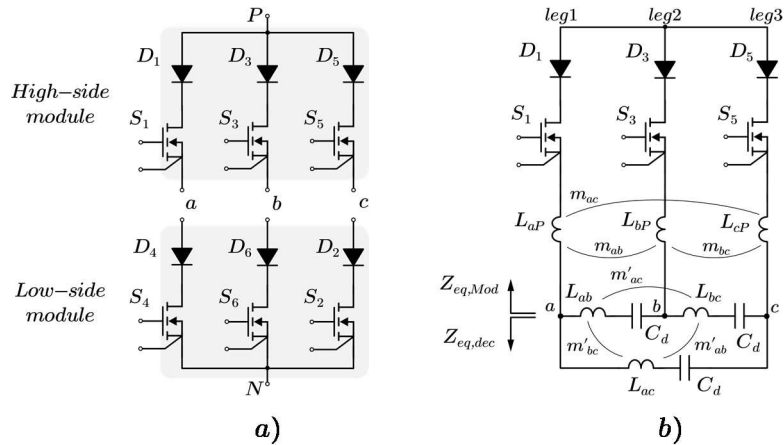 P
D1 D3 D5
High-side
module
S1 S3 S5
a b c
D4 D6 D2
Low-side
module
S4 S6 S2
N
a)
leg1 leg2 leg3
D1 D3 D5
S1 S3 S5
mac
LaP LbP LcP
mab mbc
Zeq,Mod
m'ac
a Lab b Lbc c
Cd Cd
Zeq,dec
m'bc m'ab
Lac Cd
b)